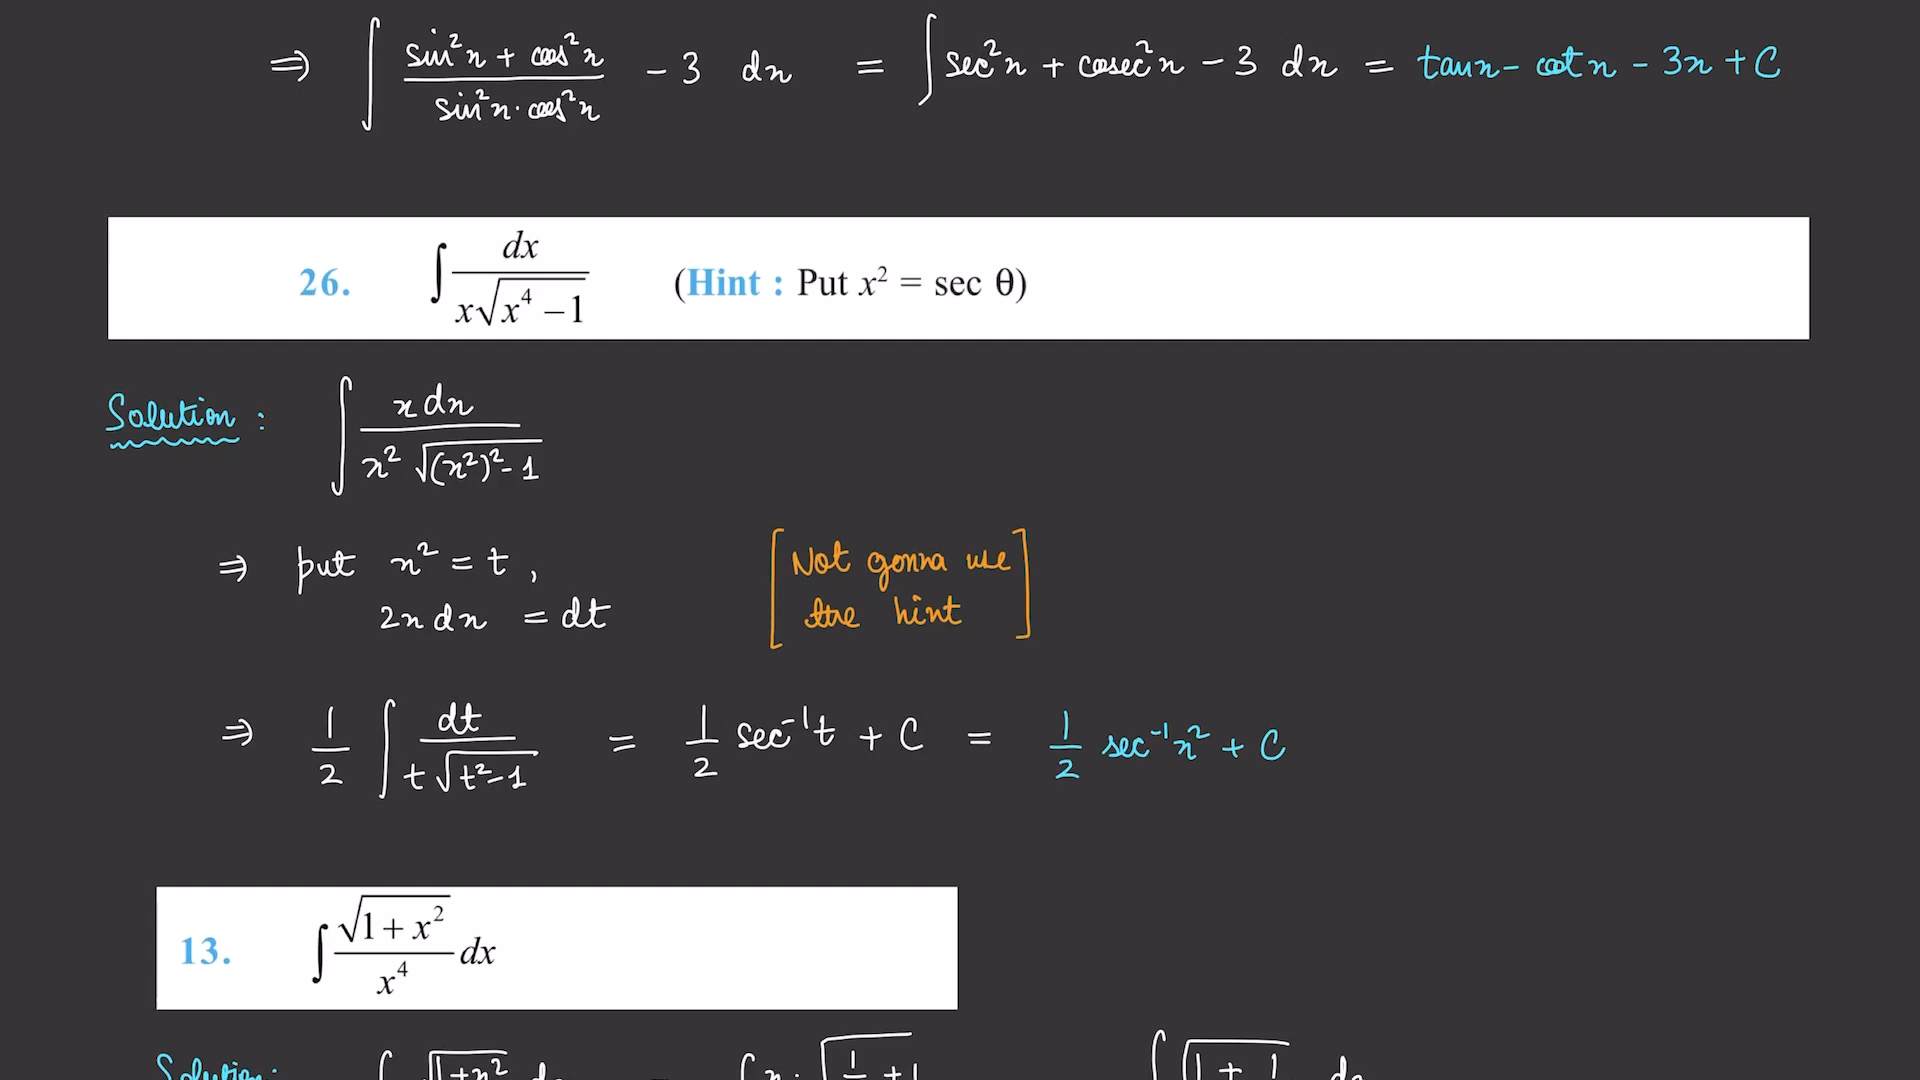 ⇒ ∫ (sin²x + cos²x)/(sin²x · cos²x) - 3 dx = ∫ sec²x + cosec²x - 3 dx = tanx - cotx - 3x + C
26. ∫ dx/(x√(x⁴ - 1)) (Hint : Put x² = sec θ)
Solution : ∫ x dx/(x² √((x²)² - 1))
⇒ put x² = t ,
2x dx = dt
[Not gonna use
the hint]
⇒ 1/2 ∫ dt/(t√(t² - 1)) = 1/2 sec⁻¹t + C = 1/2 sec⁻¹x² + C
13. ∫ √(1 + x²)/x⁴ dx
Solution: